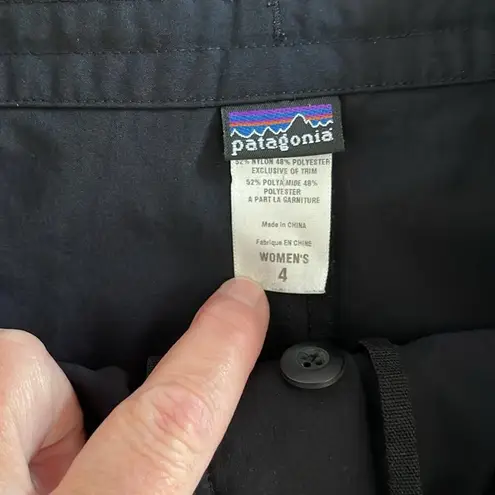 patagonia
52% NYLON 48% POLYESTER
EXCLUSIVE OF TRIM
52% POLYAMIDE 48%
POLYESTER
A PART LA GARNITURE
Made in CHINA
Fabriqué EN CHINE
WOMEN'S
4